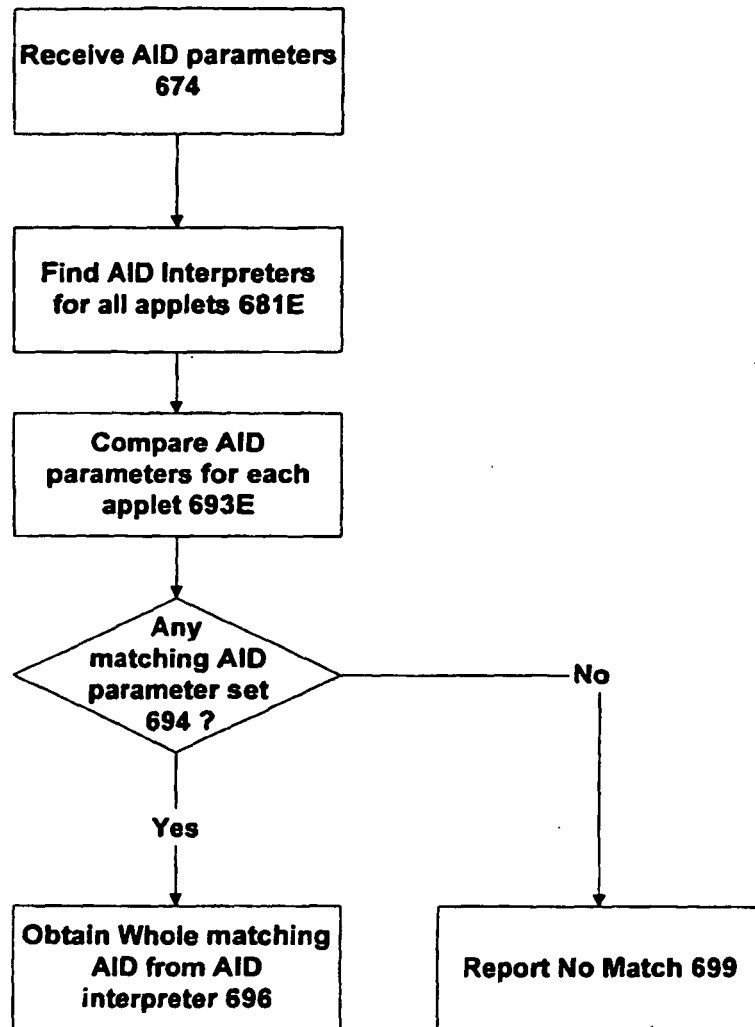 Receive AID parameters
674
Find AID Interpreters
for all applets 681E
Compare AID
parameters for each
applet 693E
Any
matching AID
parameter set
694 ?
No
Yes
Obtain Whole matching
AID from AID
interpreter 696
Report No Match 699